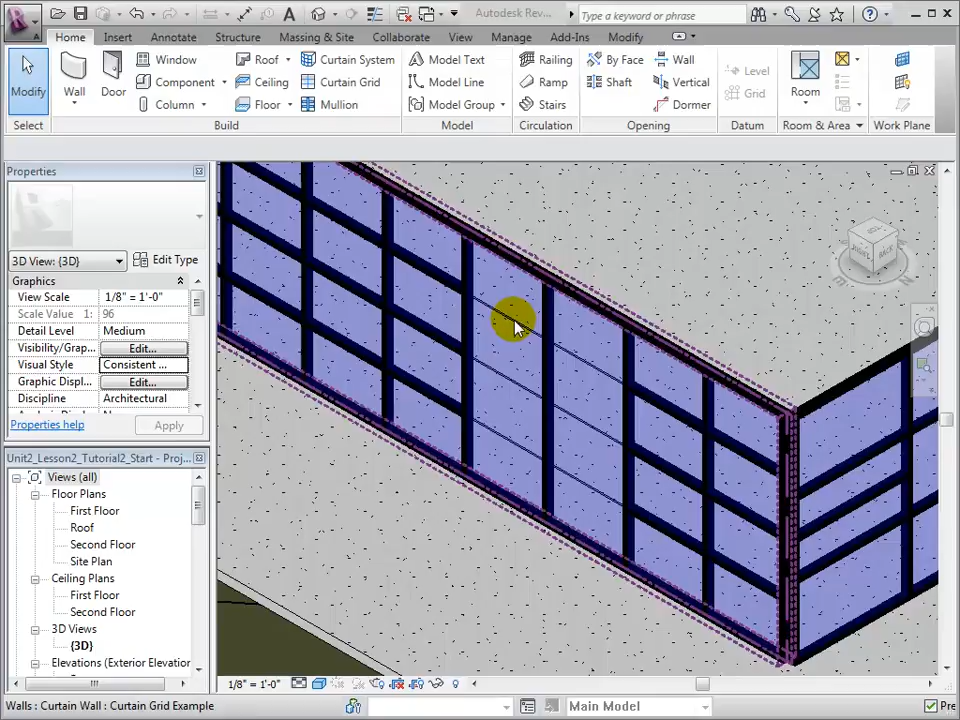 Autodesk Rev...
Type a keyword or phrase
Home Insert Annotate Structure Massing & Site Collaborate View Manage Add-Ins Modify
Modify Wall Door Window Roof Curtain System Model Text Railing By Face Wall Level Room
Component Ceiling Curtain Grid Model Line Ramp Shaft Vertical Grid
Column Floor Mullion Model Group Stairs Dormer
Select Build Model Circulation Opening Datum Room & Area Work Plane
Properties
3D View: {3D} Edit Type
Graphics
View Scale 1/8" = 1'-0"
Scale Value 1: 96
Detail Level Medium
Visibility/Grap... Edit...
Visual Style Consistent ...
Graphic Displ... Edit...
Discipline Architectural
Properties help Apply
Unit2_Lesson2_Tutorial2_Start - Proj...
Views (all)
Floor Plans
First Floor
Roof
Second Floor
Site Plan
Ceiling Plans
First Floor
Second Floor
3D Views
{3D}
Elevations (Exterior Elevation
1/8" = 1'-0"
Walls : Curtain Wall : Curtain Grid Example Main Model Pre